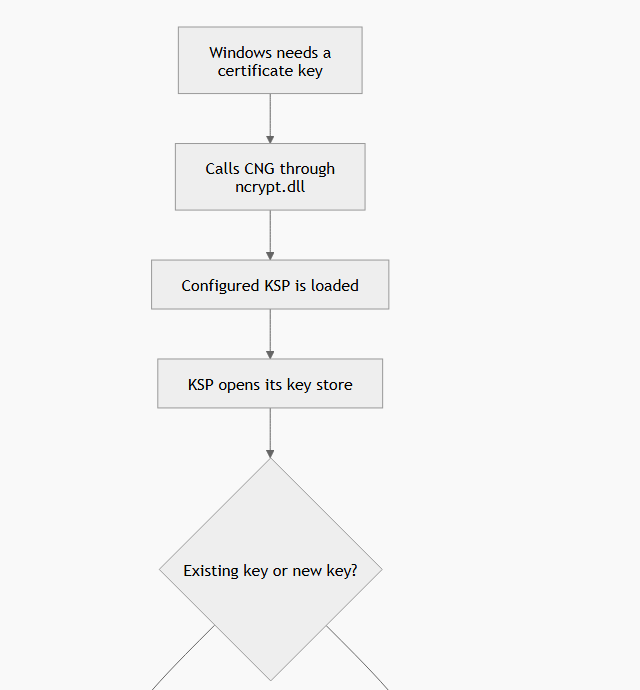 Windows needs a
certificate key
Calls CNG through
ncrypt.dll
Configured KSP is loaded
KSP opens its key store
Existing key or new key?